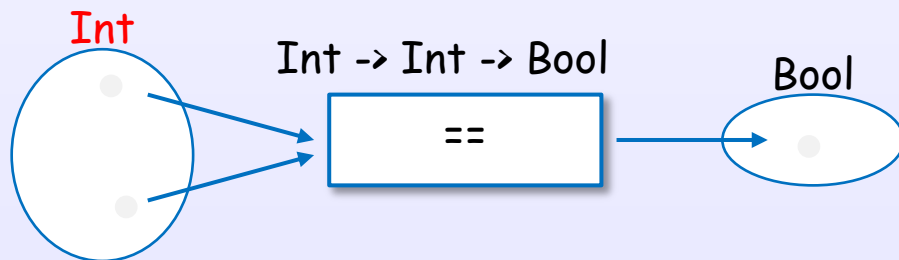 Int
Int -> Int -> Bool
Bool
==